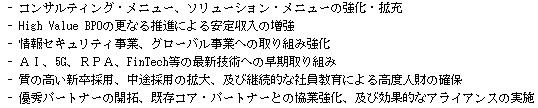 - コンサルティング・メニュー、ソリューション・メニューの強化・拡充
- High Value BPOの更なる推進による安定収入の増強
- 情報セキュリティ事業、グローバル事業への取り組み強化
- ＡＩ、5G、ＲＰＡ、FinTech等の最新技術への早期取り組み
- 質の高い新卒採用、中途採用の拡大、及び継続的な社員教育による高度人財の確保
- 優秀パートナーの開拓、既存コア・パートナーとの協業強化、及び効果的なアライアンスの実施